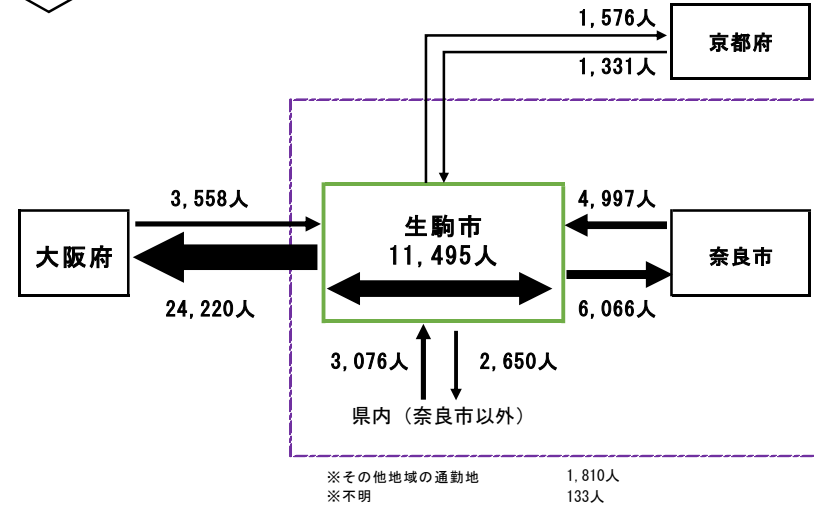 1,576人
京都府
1,331人
3,558人
4,997人
大阪府
生駒市
11,495人
奈良市
24,220人
6,066人
3,076人
2,650人
県内（奈良市以外）
※その他地域の通勤地 1,810人
※不明 133人